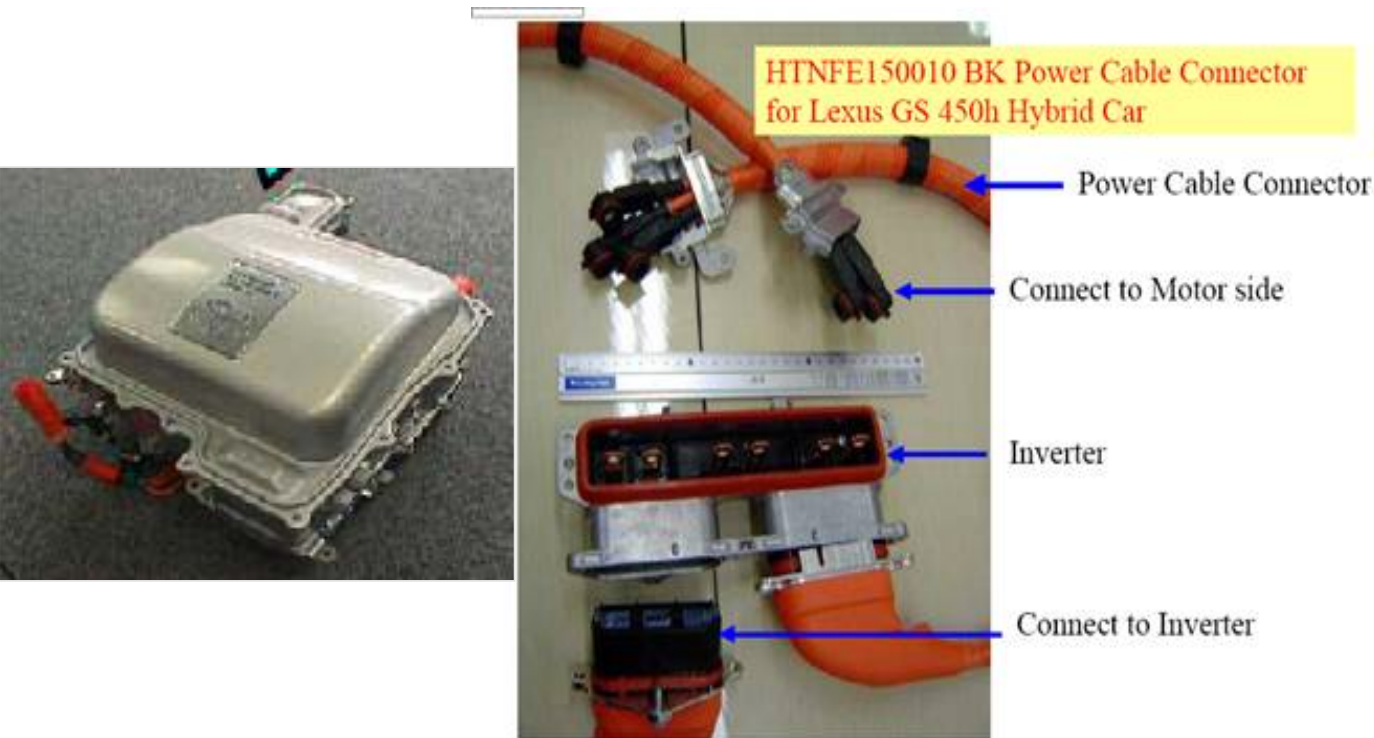 HTNFE150010 BK Power Cable Connector
for Lexus GS 450h Hybrid Car
Power Cable Connector
Connect to Motor side
Inverter
Connect to Inverter